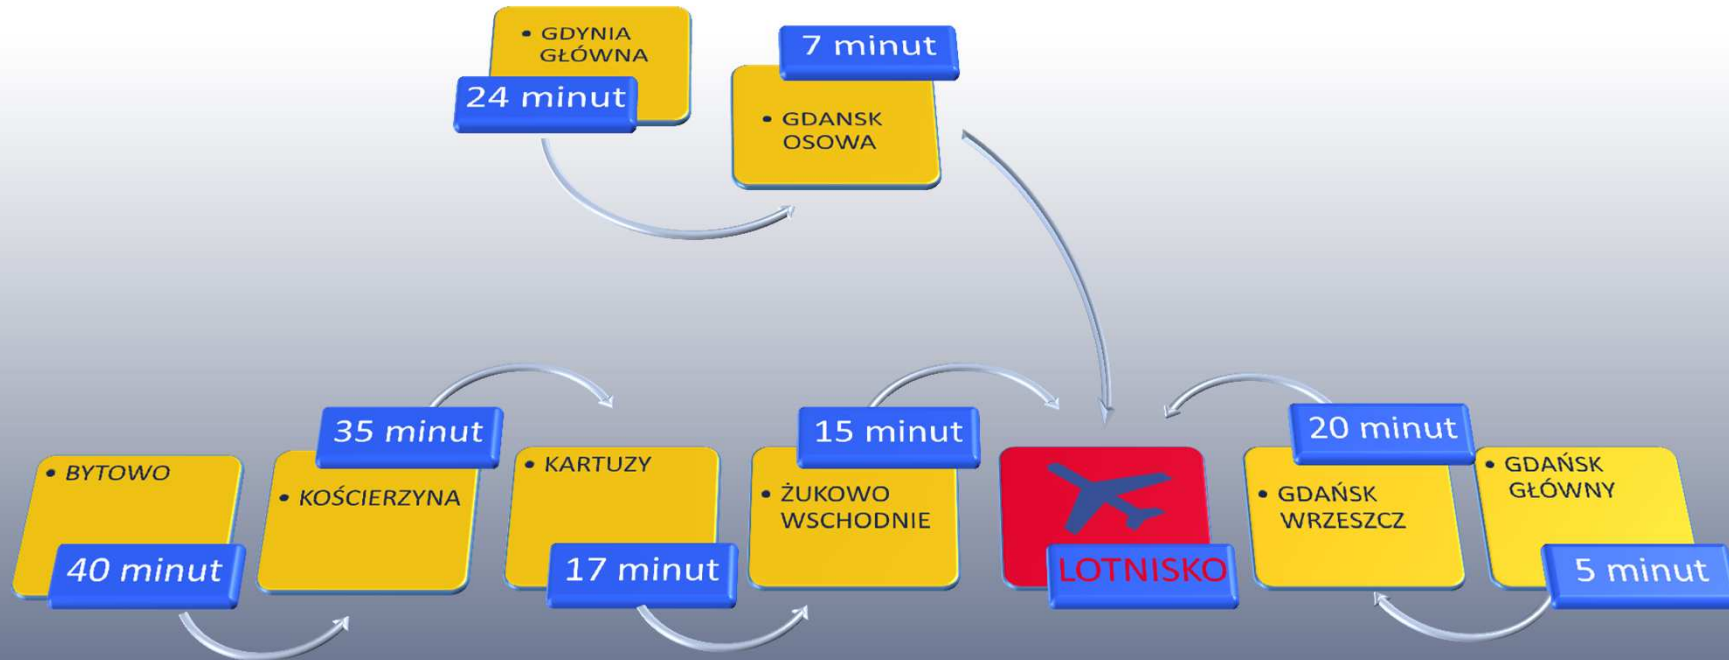 GDYNIA
GŁÓWNA
24 minut
7 minut
GDANSK
OSOWA
BYTOWO
40 minut
35 minut
KOŚCIERZYNA
KARTUZY
17 minut
15 minut
ŻUKOWO
WSCHODNIE
LOTNISKO
20 minut
GDAŃSK
WRZESZCZ
GDAŃSK
GŁÓWNY
5 minut